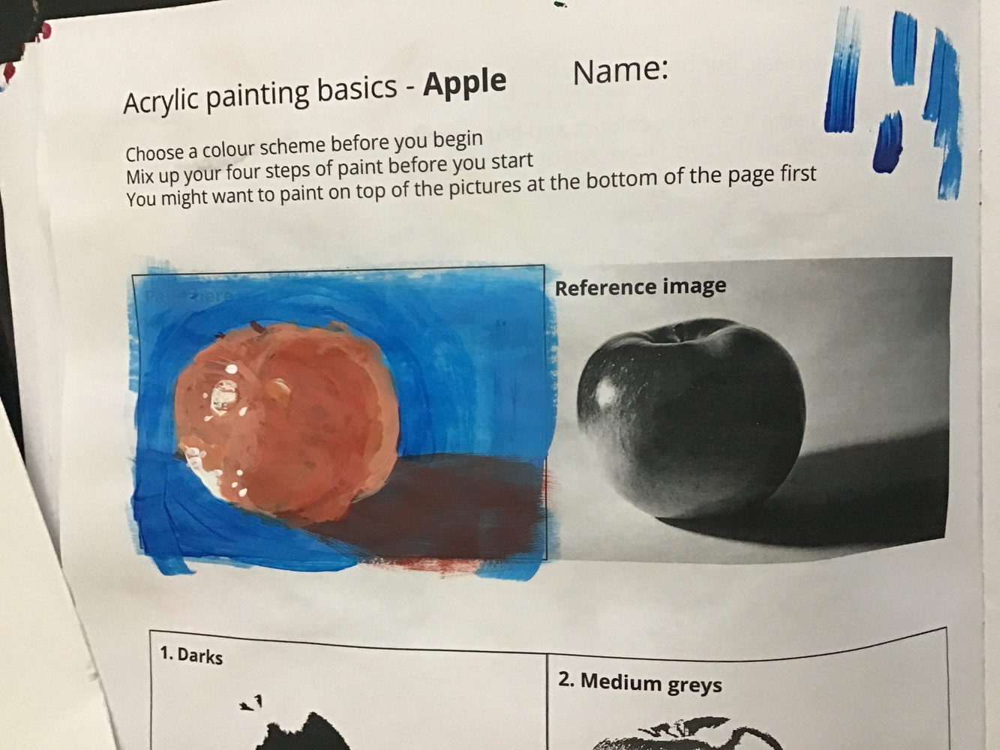 Acrylic painting basics - Apple
Name:
Choose a colour scheme before you begin
Mix up your four steps of paint before you start
You might want to paint on top of the pictures at the bottom of the page first
Paint here
Reference image
1. Darks
2. Medium greys